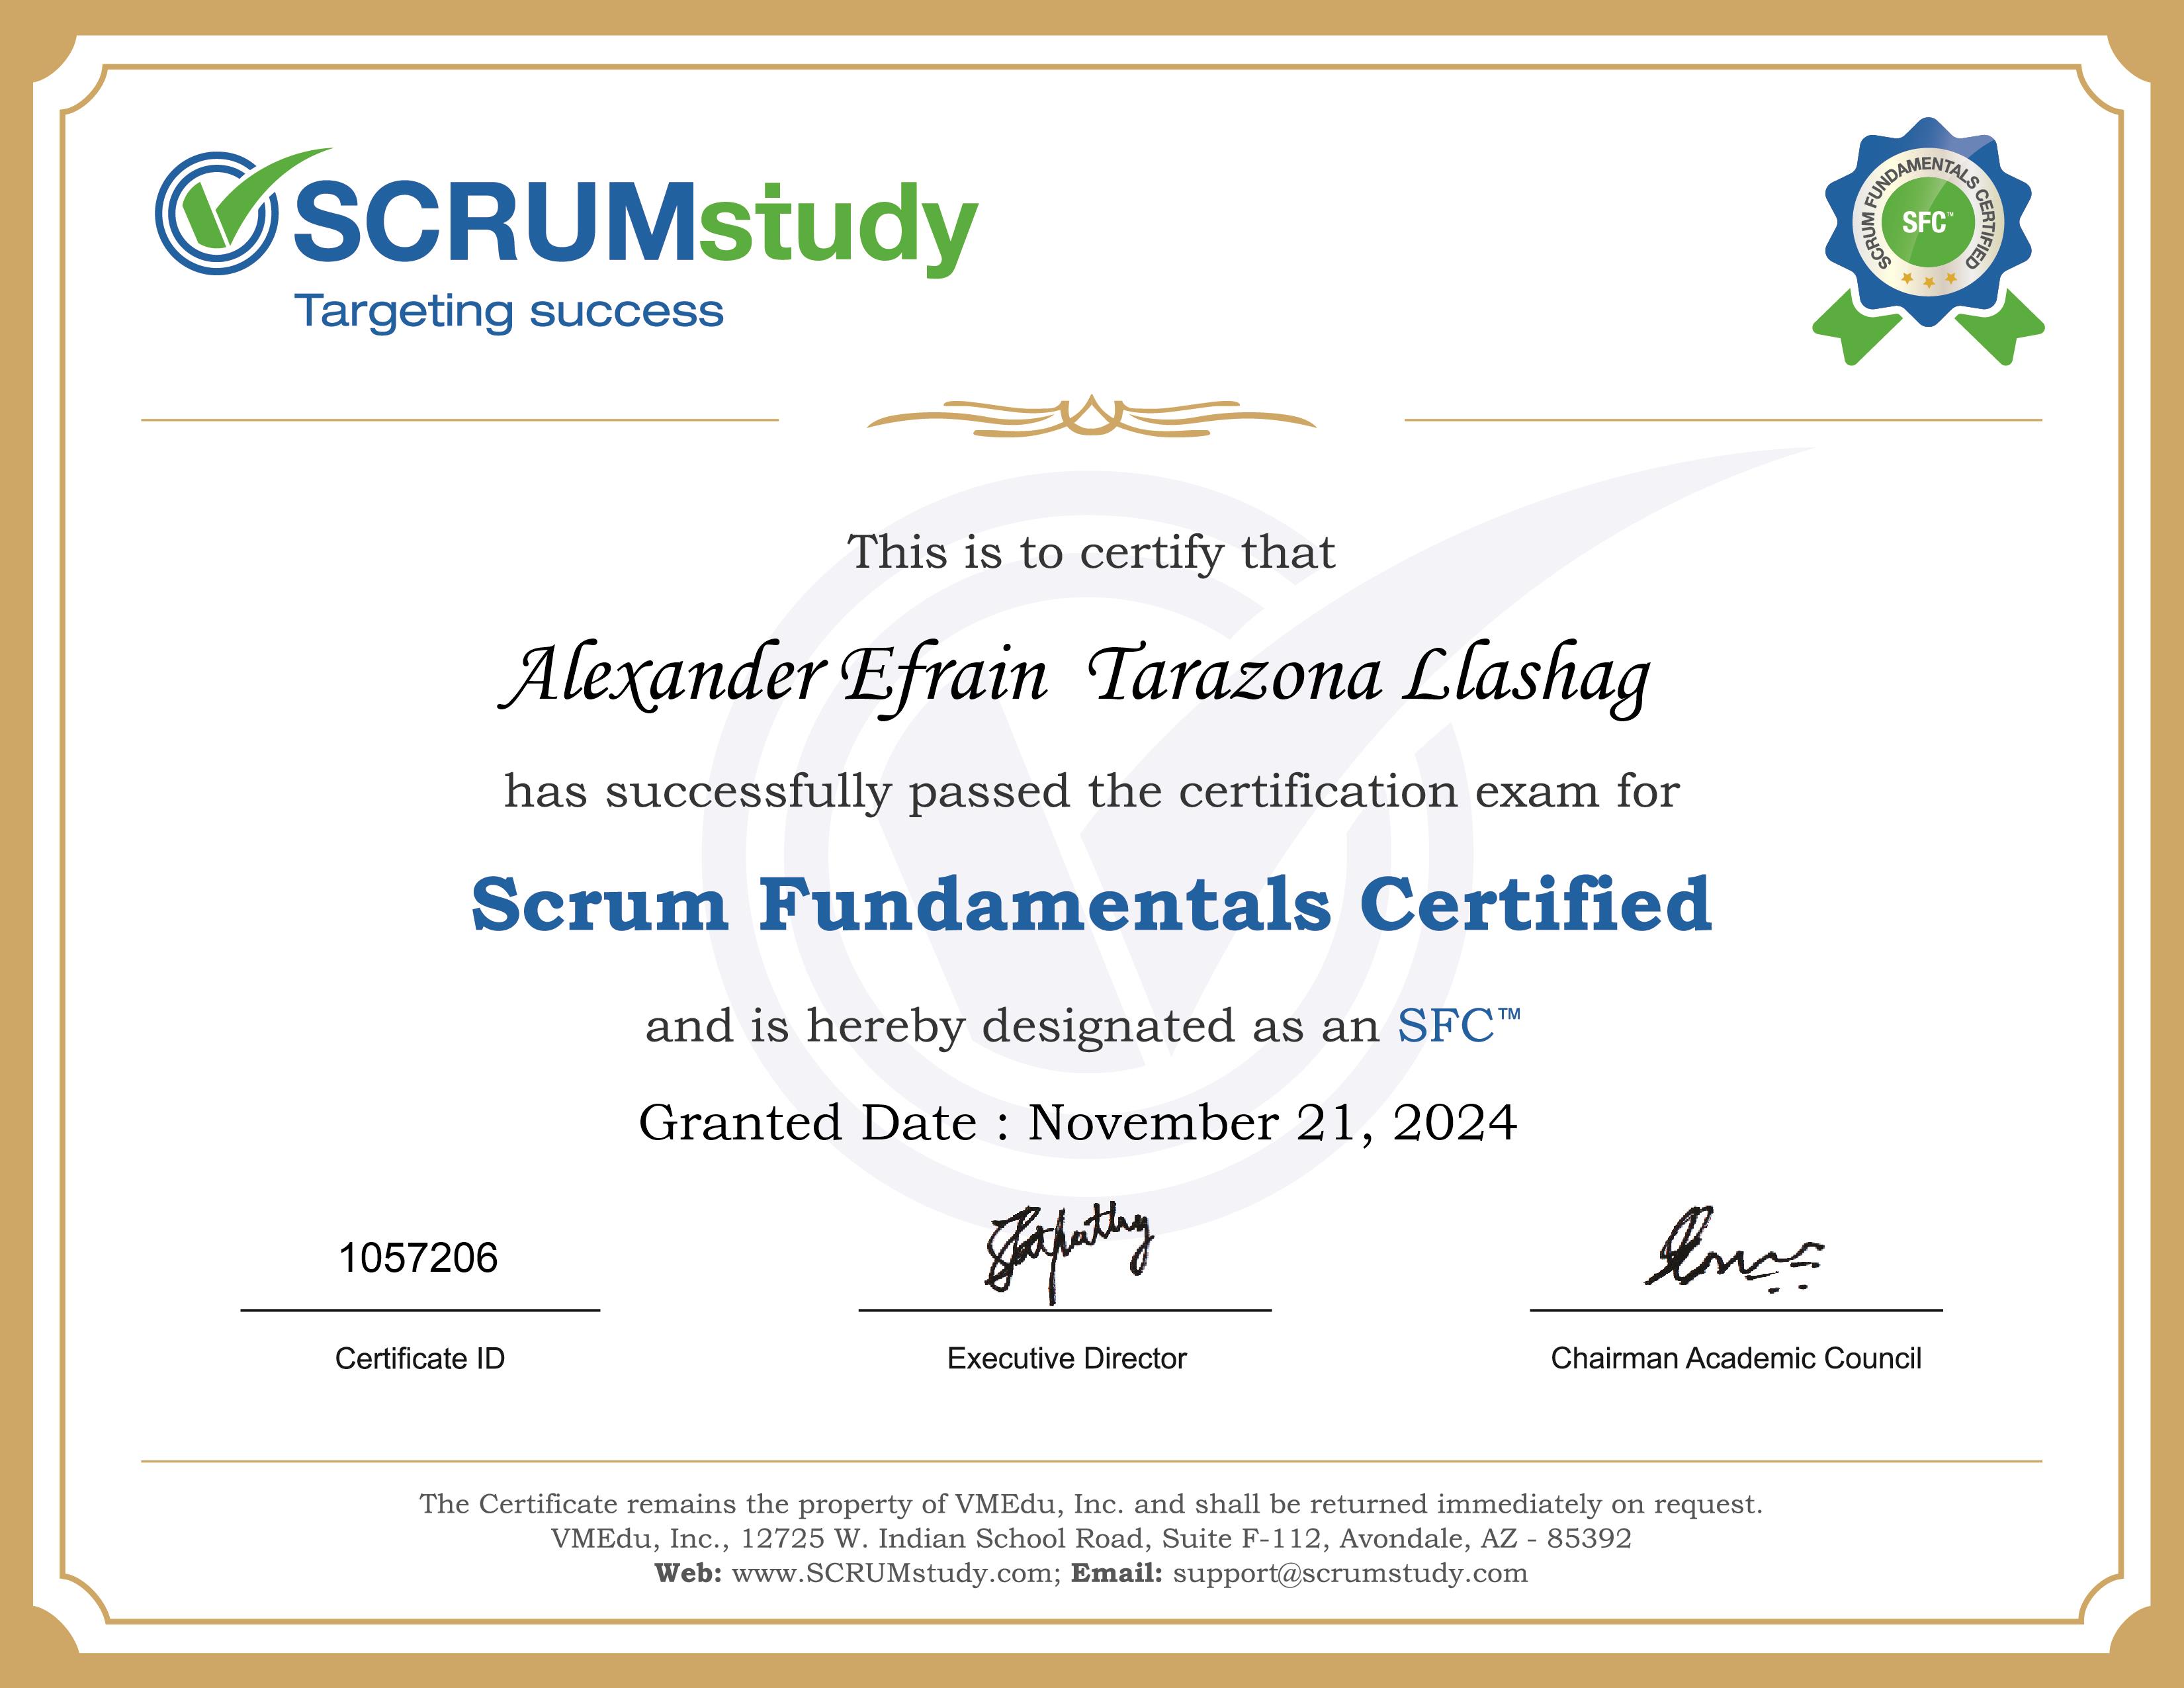 SCRUMstudy
Targeting success
SCRUM FUNDAMENTALS CERTIFIED
SFC™
This is to certify that
Alexander Efrain Tarazona Llashag
has successfully passed the certification exam for
Scrum Fundamentals Certified
and is hereby designated as an SFC™
Granted Date : November 21, 2024
1057206
Certificate ID
Executive Director
Chairman Academic Council
The Certificate remains the property of VMEdu, Inc. and shall be returned immediately on request.
VMEdu, Inc., 12725 W. Indian School Road, Suite F-112, Avondale, AZ - 85392
Web: www.SCRUMstudy.com; Email: support@scrumstudy.com